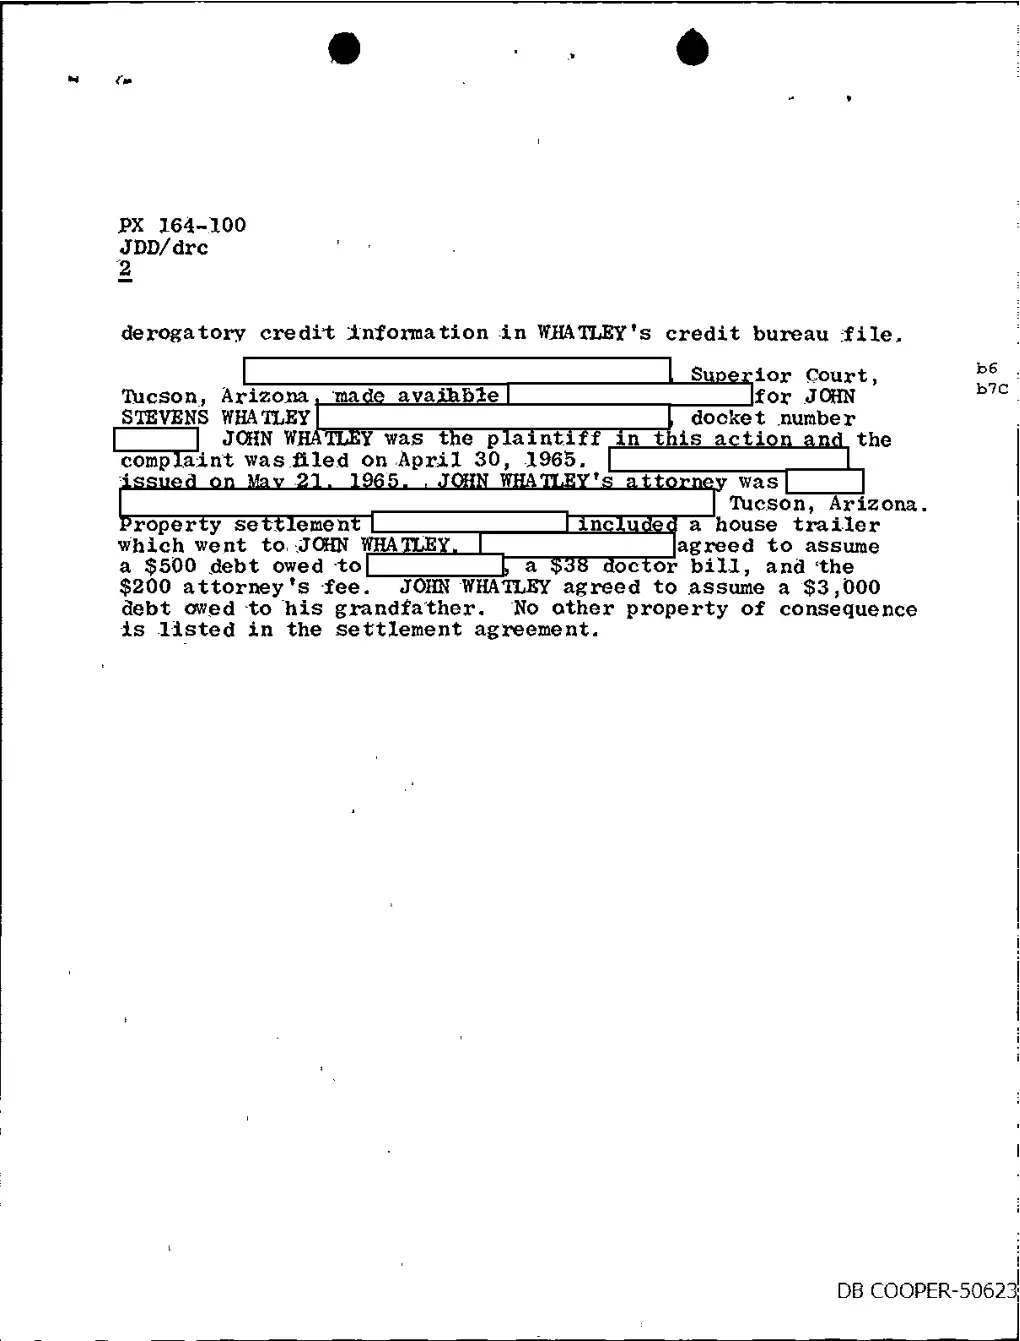 PX 164-100
JDD/drc
2
derogatory credit information in WHATLEY's credit bureau file.
, Superior Court, b6
Tucson, Arizona, made available for JOHN b7C
STEVENS WHATLEY , docket number
JOHN WHATLEY was the plaintiff in this action and the
complaint was filed on April 30, 1965.
issued on May 21, 1965. JOHN WHATLEY's attorney was
Tucson, Arizona.
Property settlement included a house trailer
which went to JOHN WHATLEY. agreed to assume
a $500 debt owed to , a $38 doctor bill, and the
$200 attorney's fee. JOHN WHATLEY agreed to assume a $3,000
debt owed to his grandfather. No other property of consequence
is listed in the settlement agreement.
DB COOPER-50623